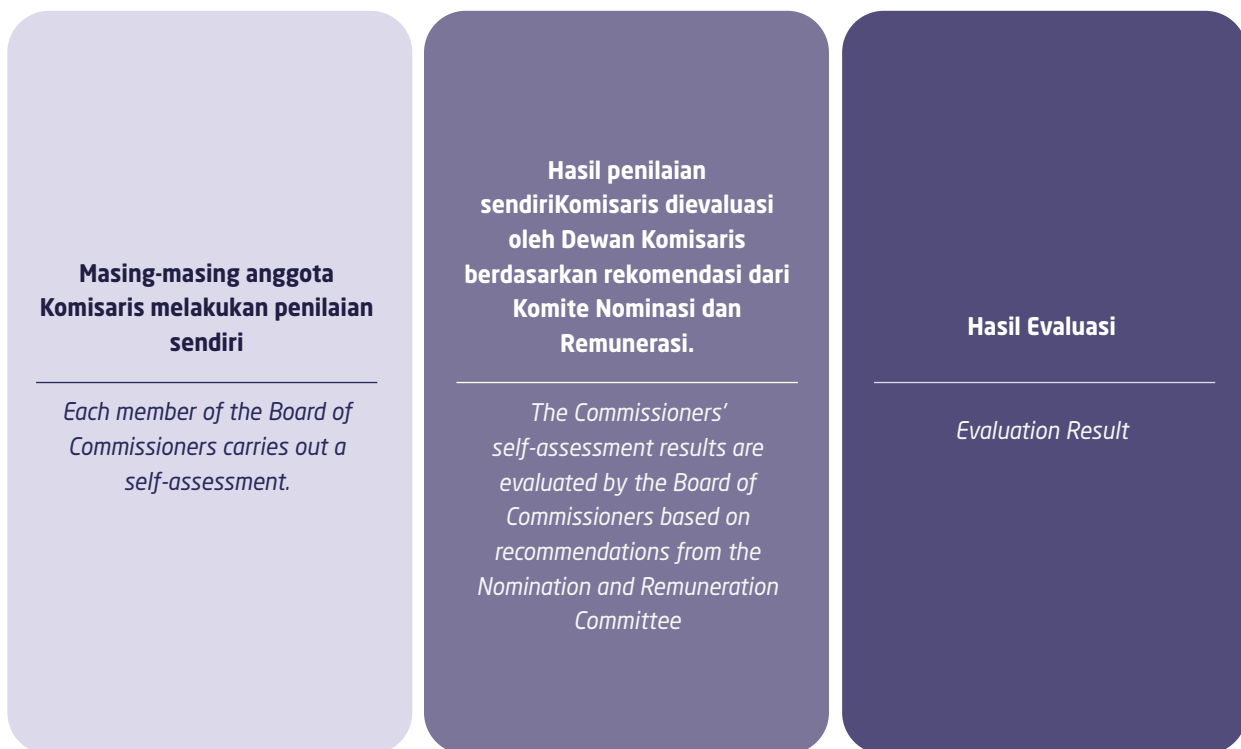 Masing-masing anggota
Komisaris melakukan penilaian
sendiri
Each member of the Board of
Commissioners carries out a
self-assessment.
Hasil penilaian
sendiriKomisaris dievaluasi
oleh Dewan Komisaris
berdasarkan rekomendasi dari
Komite Nominasi dan
Remunerasi.
The Commissioners’
self-assessment results are
evaluated by the Board of
Commissioners based on
recommendations from the
Nomination and Remuneration
Committee
Hasil Evaluasi
Evaluation Result